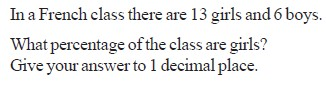 In a French class there are 13 girls and 6 boys.
What percentage of the class are girls?
Give your answer to 1 decimal place.